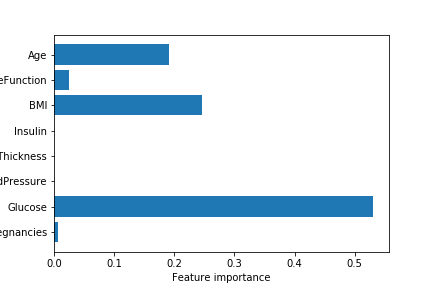 Age
eFunction
BMI
Insulin
Thickness
dPressure
Glucose
egnancies
0.0 0.1 0.2 0.3 0.4 0.5
Feature importance